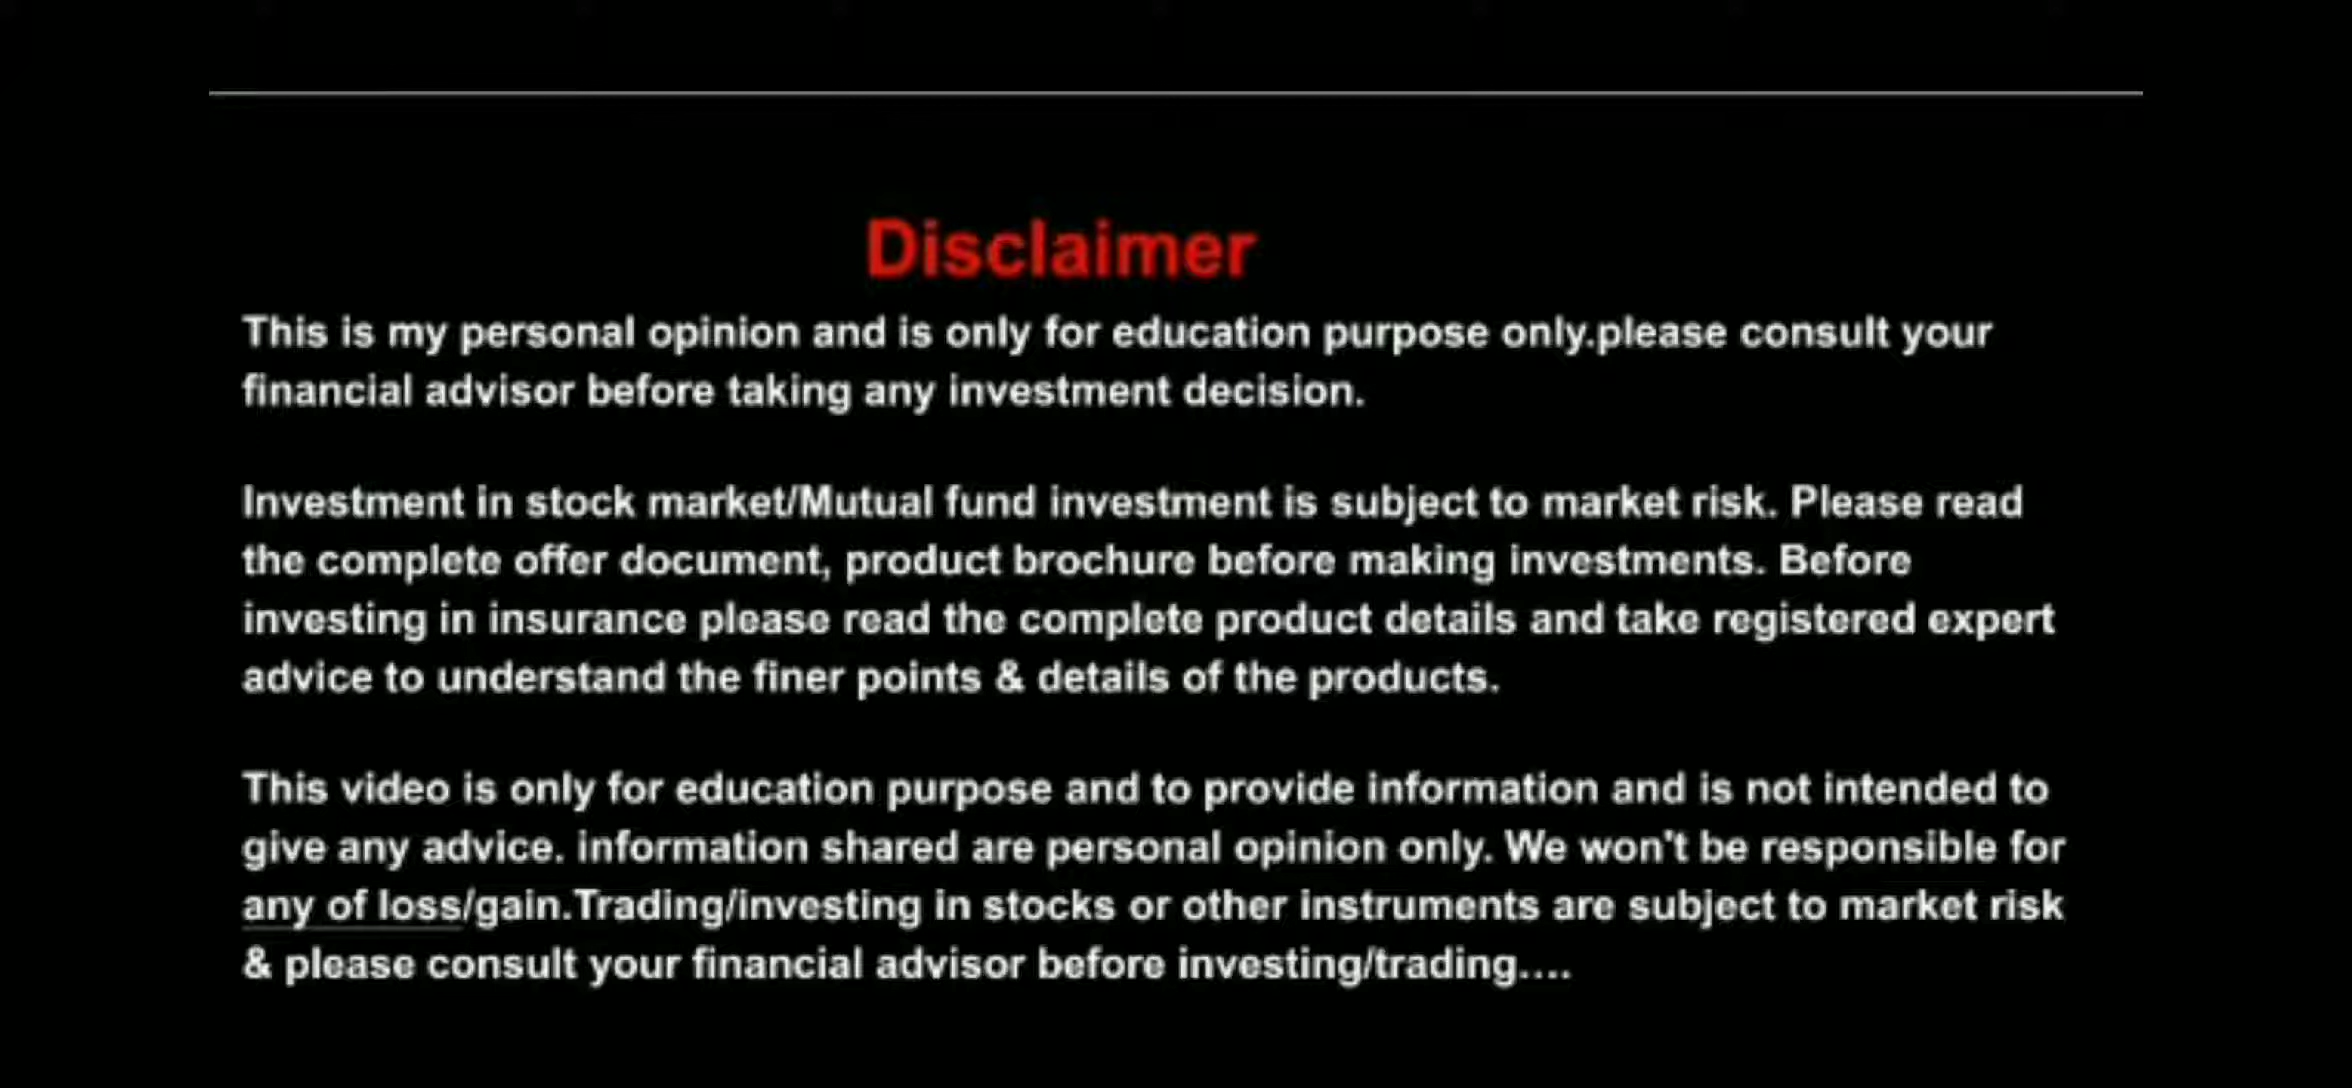 Disclaimer
This is my personal opinion and is only for education purpose only.please consult your
financial advisor before taking any investment decision.
Investment in stock market/Mutual fund investment is subject to market risk. Please read
the complete offer document, product brochure before making investments. Before
investing in insurance please read the complete product details and take registered expert
advice to understand the finer points & details of the products.
This video is only for education purpose and to provide information and is not intended to
give any advice. information shared are personal opinion only. We won't be responsible for
any of loss/gain.Trading/investing in stocks or other instruments are subject to market risk
& please consult your financial advisor before investing/trading....